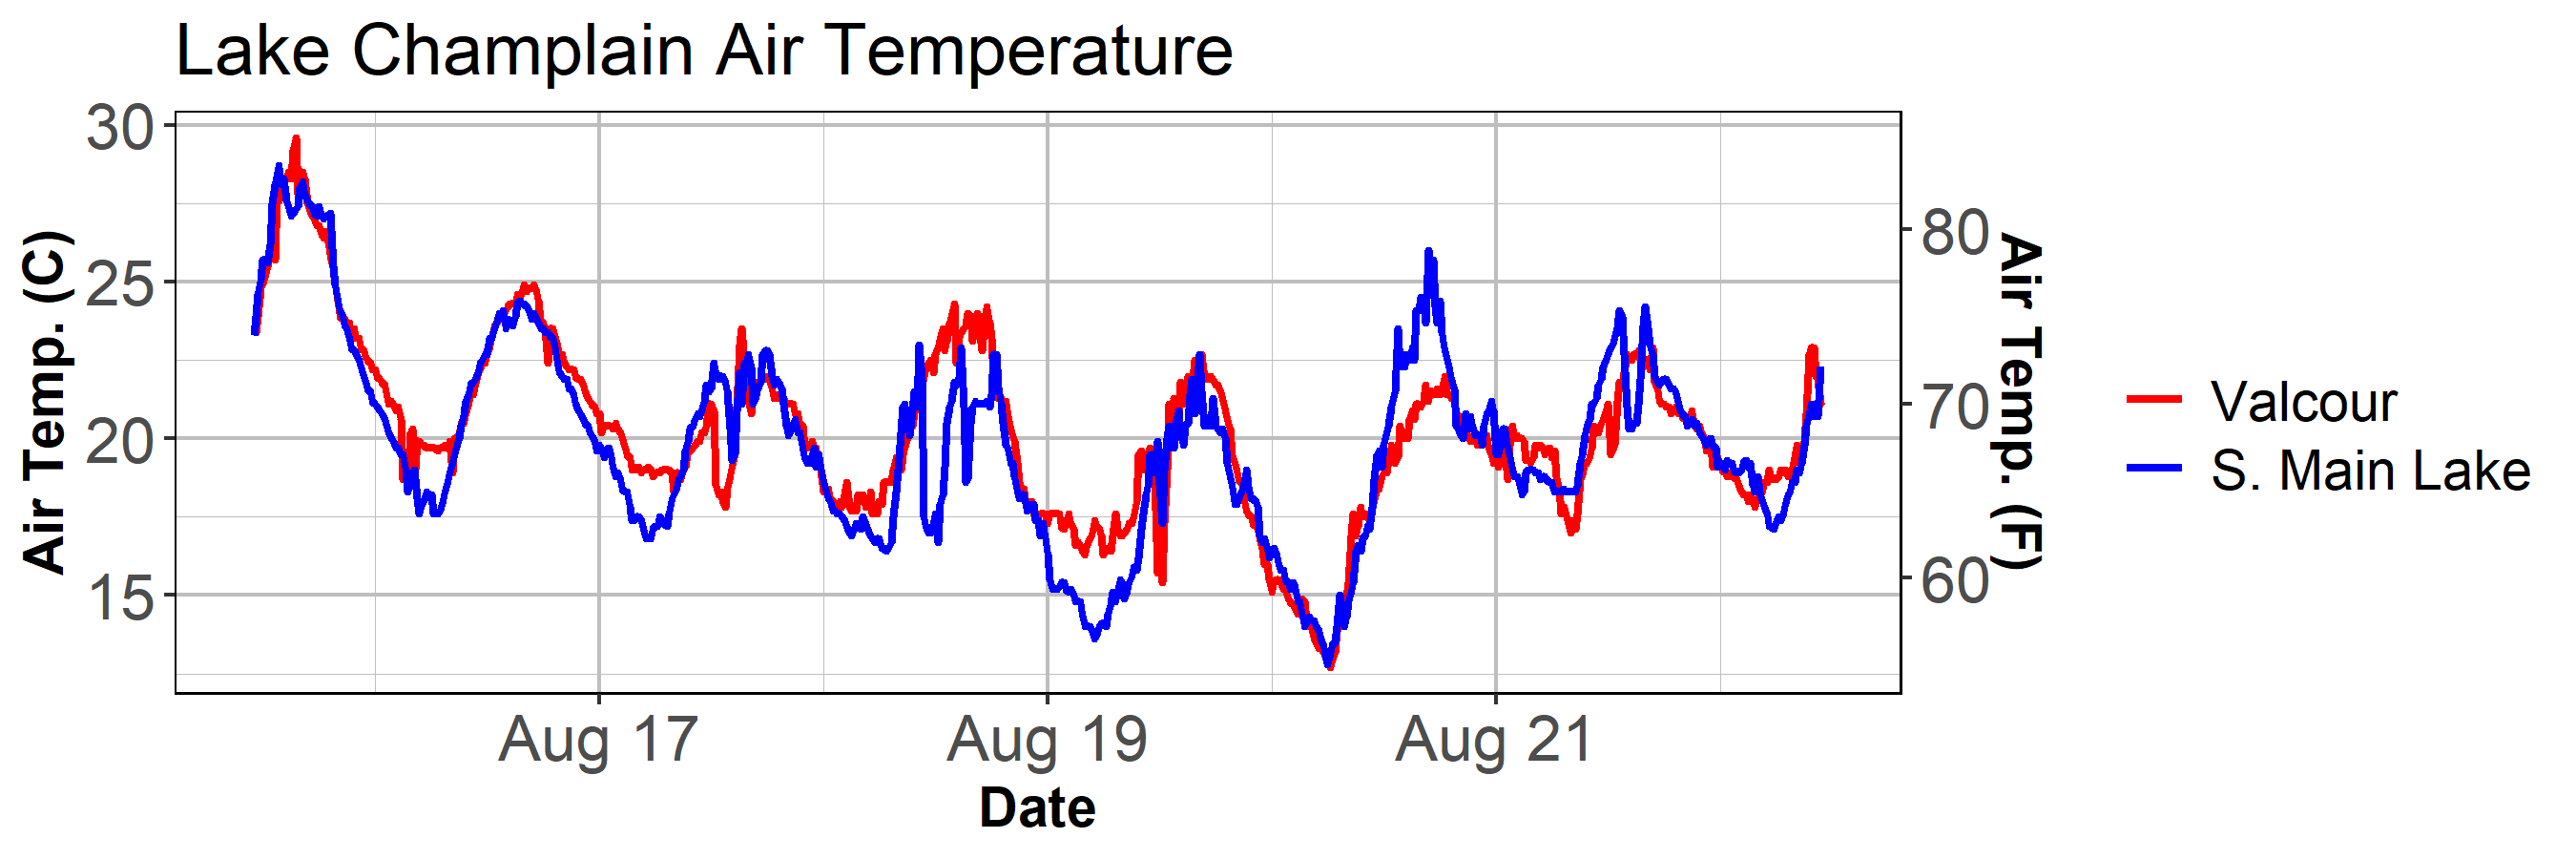 Lake Champlain Air Temperature
Air Temp. (C)
30
25
20
15
80
70
60
Air Temp. (F)
Aug 17
Aug 19
Aug 21
Date
Valcour
S. Main Lake